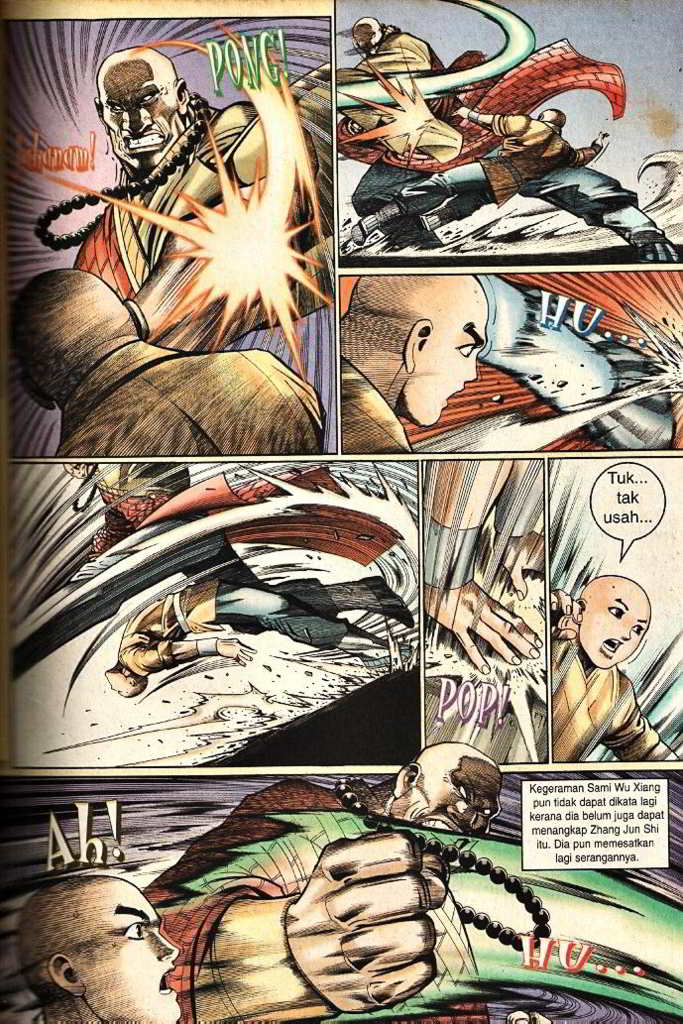 PONG!
HU...
Tuk...
tak
usah...
POP!
Ah!
Kegeraman Sami Wu Xiang
pun tidak dapat dikata lagi
kerana dia belum juga dapat
menangkap Zhang Jun Shi
itu. Dia pun memesatkan
lagi serangannya.
HU...